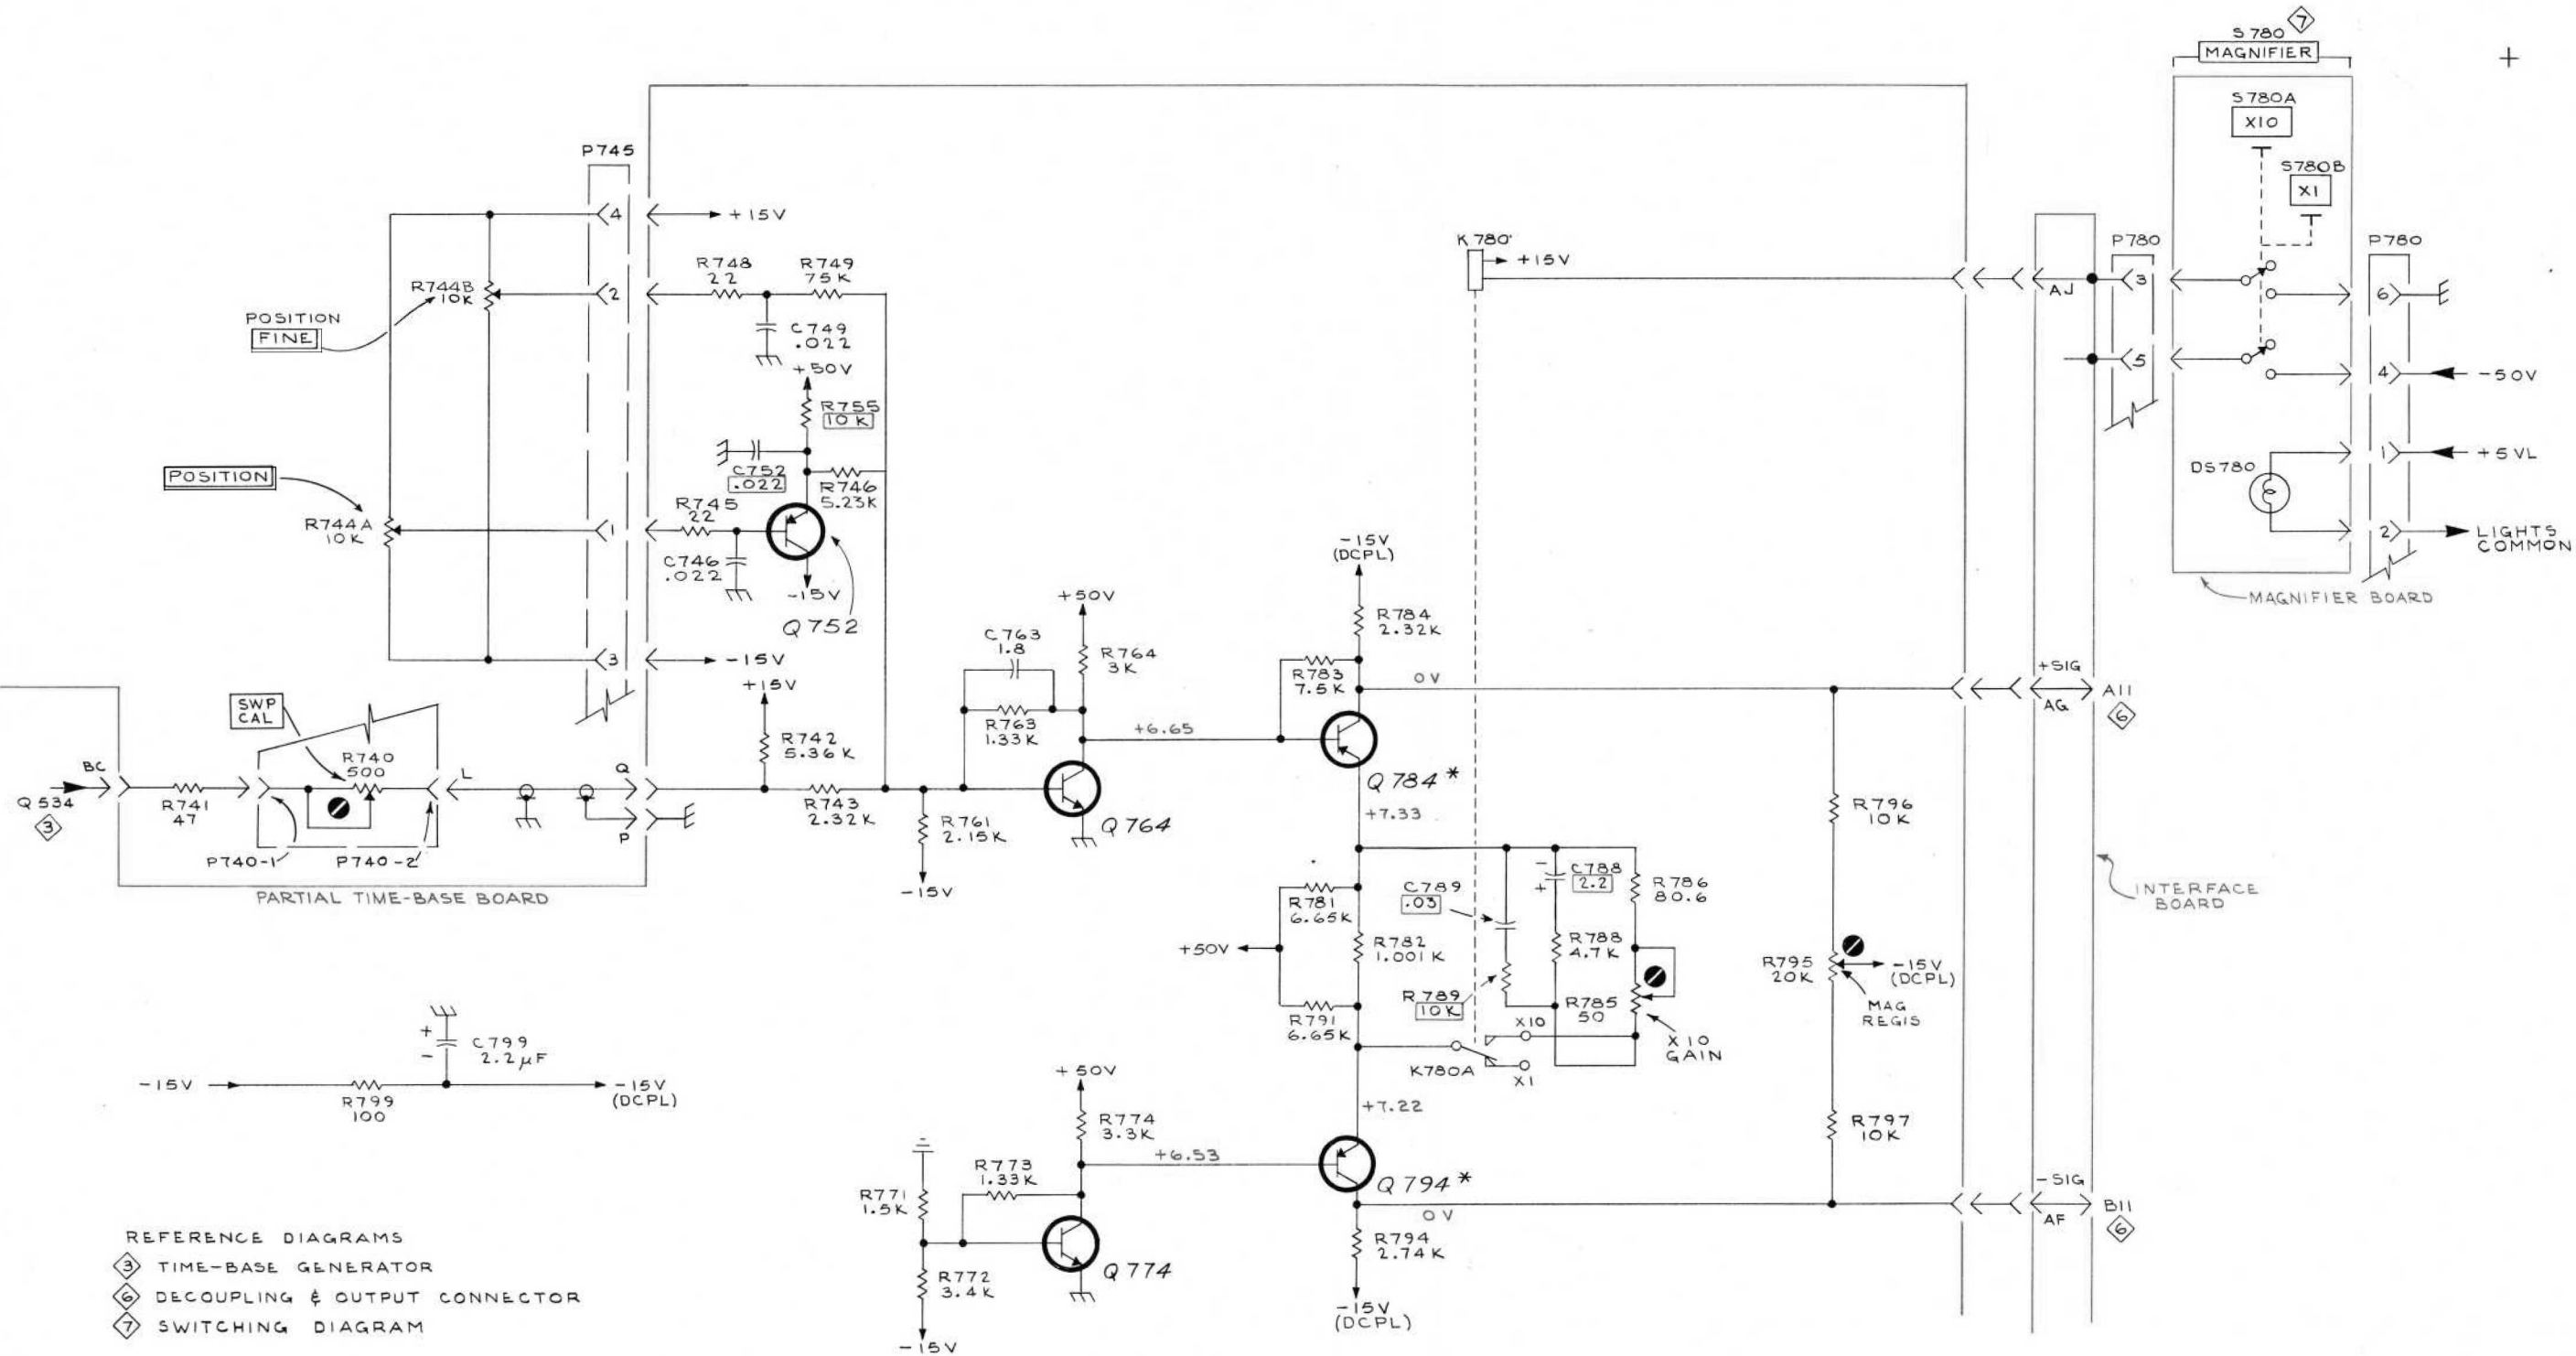 S780
7
MAGNIFIER
+
S780A
X10
S780B
X1
P745
4
+15V
K780
+15V
P780
P780
R748
22
R749
75K
R744B
10K
2
AJ
3
6
POSITION
FINE
C749
.022
+50V
5
4
-50V
R755
10K
C752
.022
R746
5.23K
DS780
1
+5VL
POSITION
R745
22
R744A
10K
1
2
LIGHTS
COMMON
C746
.022
-15V
Q752
-15V
(DCPL)
MAGNIFIER BOARD
+50V
R784
2.32K
C763
1.8
R764
3K
3
-15V
+15V
R783
7.5K
0V
+SIG
A11
AG
6
SWP
CAL
R763
1.33K
+6.65
R742
5.36K
R740
500
BC
L
Q
Q534
3
R741
47
R743
2.32K
R761
2.15K
Q764
Q784*
+7.33
R796
10K
P
P740-1
P740-2
-15V
PARTIAL TIME-BASE BOARD
C789
.03
C788
2.2
-
+
R786
80.6
R781
6.65K
INTERFACE
BOARD
+50V
R782
1.001K
R788
4.7K
R795
20K
-15V
(DCPL)
MAG
REGIS
R789
10K
R785
50
R791
6.65K
X10
X10
GAIN
K780A
X1
+
-
C799
2.2µF
-15V
R799
100
-15V
(DCPL)
+50V
+7.22
R774
3.3K
R797
10K
+6.53
R773
1.33K
Q794*
R771
1.5K
-SIG
0V
AF
B11
6
R794
2.74K
R772
3.4K
Q774
-15V
-15V
(DCPL)
REFERENCE DIAGRAMS
3 TIME-BASE GENERATOR
6 DECOUPLING & OUTPUT CONNECTOR
7 SWITCHING DIAGRAM